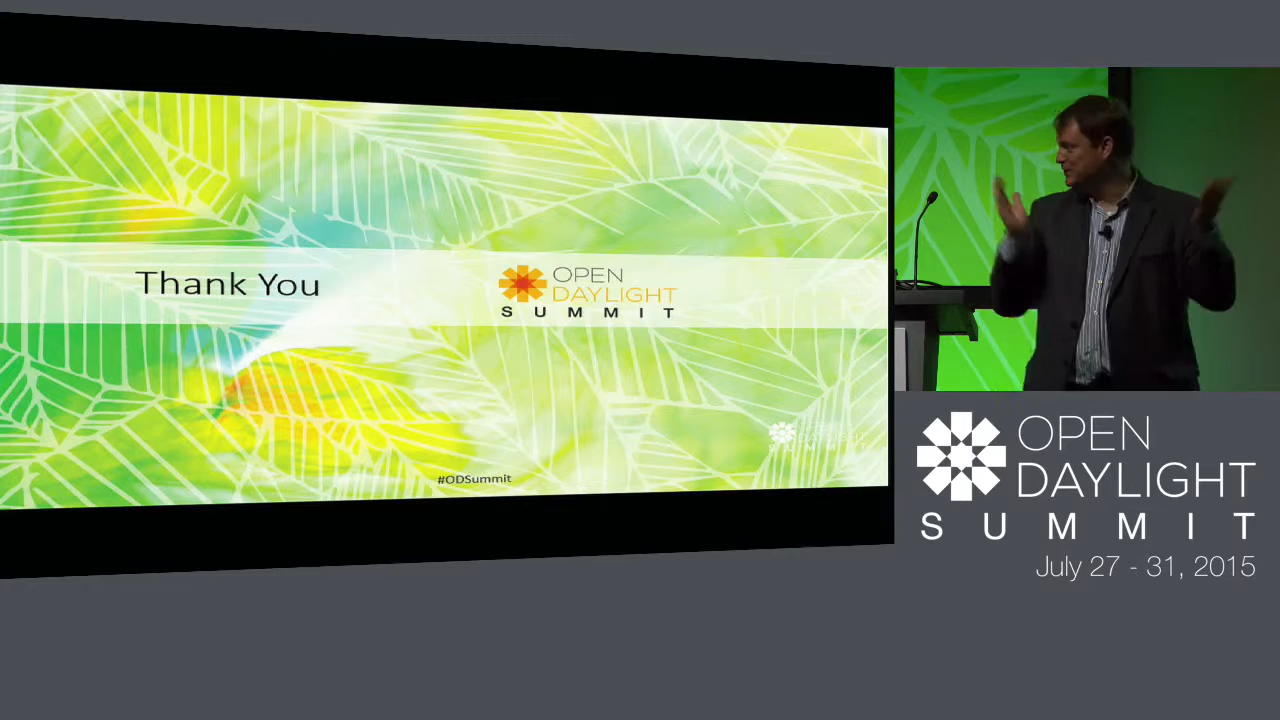 Thank You
OPEN
DAYLIGHT
SUMMIT
#ODSummit
OPEN
DAYLIGHT
SUMMIT
July 27 - 31, 2015